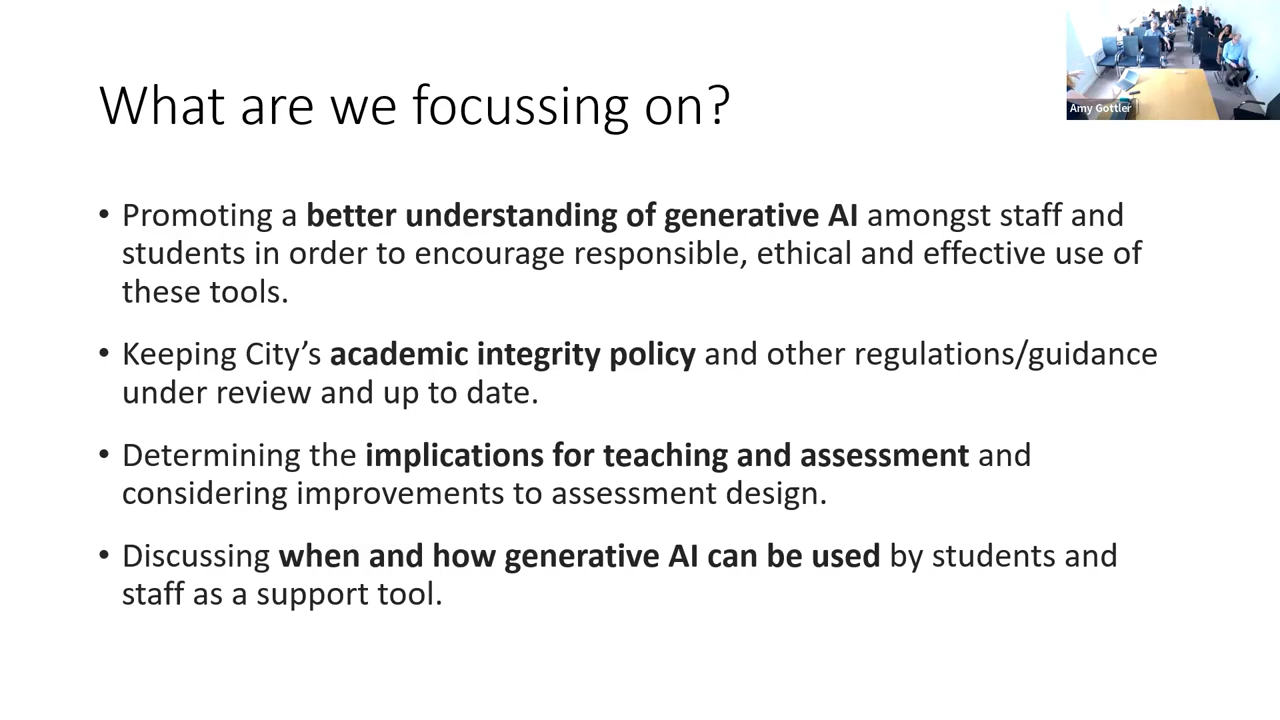 What are we focussing on?
Amy Gottler
• Promoting a better understanding of generative AI amongst staff and
students in order to encourage responsible, ethical and effective use of
these tools.
• Keeping City’s academic integrity policy and other regulations/guidance
under review and up to date.
• Determining the implications for teaching and assessment and
considering improvements to assessment design.
• Discussing when and how generative AI can be used by students and
staff as a support tool.